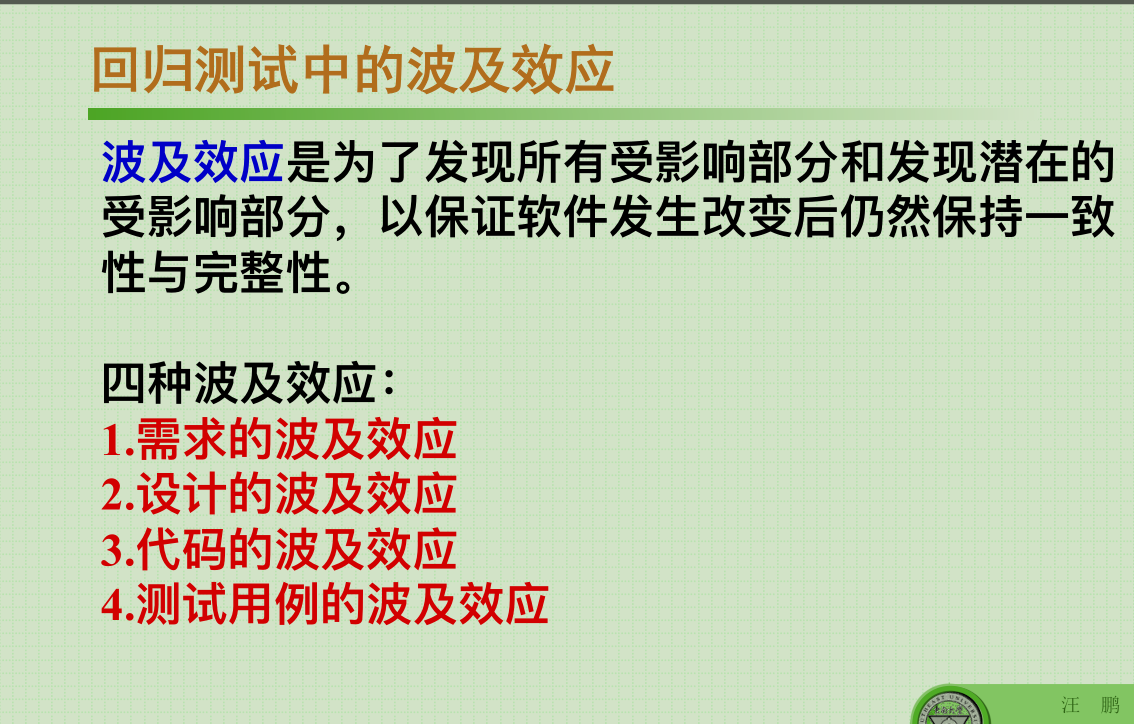 回归测试中的波及效应
波及效应是为了发现所有受影响部分和发现潜在的
受影响部分，以保证软件发生改变后仍然保持一致
性与完整性。
四种波及效应：
1.需求的波及效应
2.设计的波及效应
3.代码的波及效应
4.测试用例的波及效应
汪 鹏